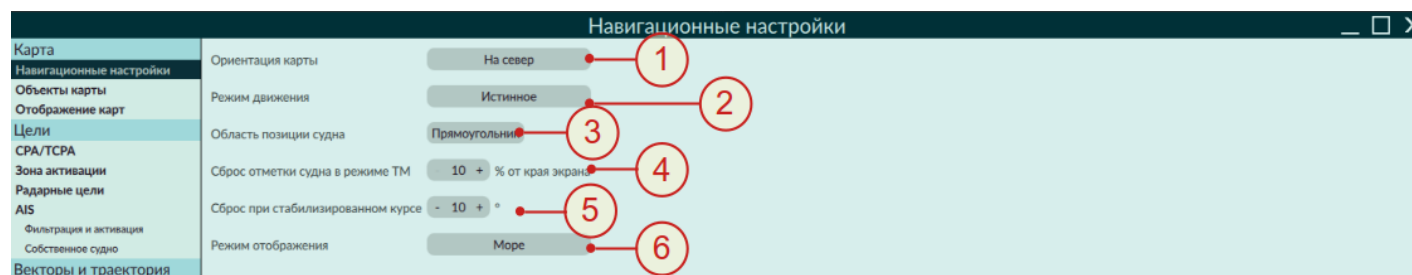 Навигационные настройки
Карта
Навигационные настройки
Объекты карты
Отображение карт
Цели
CPA/TCPA
Зона активации
Радарные цели
AIS
Фильтрация и активация
Собственное судно
Векторы и траектория
Ориентация карты На север 1
Режим движения Истинное 2
Область позиции судна Прямоугольник 3
Сброс отметки судна в режиме ТМ - 10 + % от края экрана 4
Сброс при стабилизированном курсе - 10 + ° 5
Режим отображения Море 6